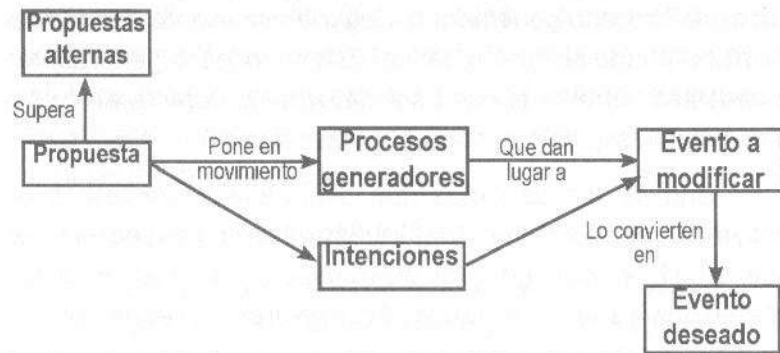 Propuestas
alternas
Supera
Propuesta
Pone en
movimiento
Procesos
generadores
Que dan
lugar a
Evento a
modificar
Intenciones
Lo convierten
en
Evento
deseado